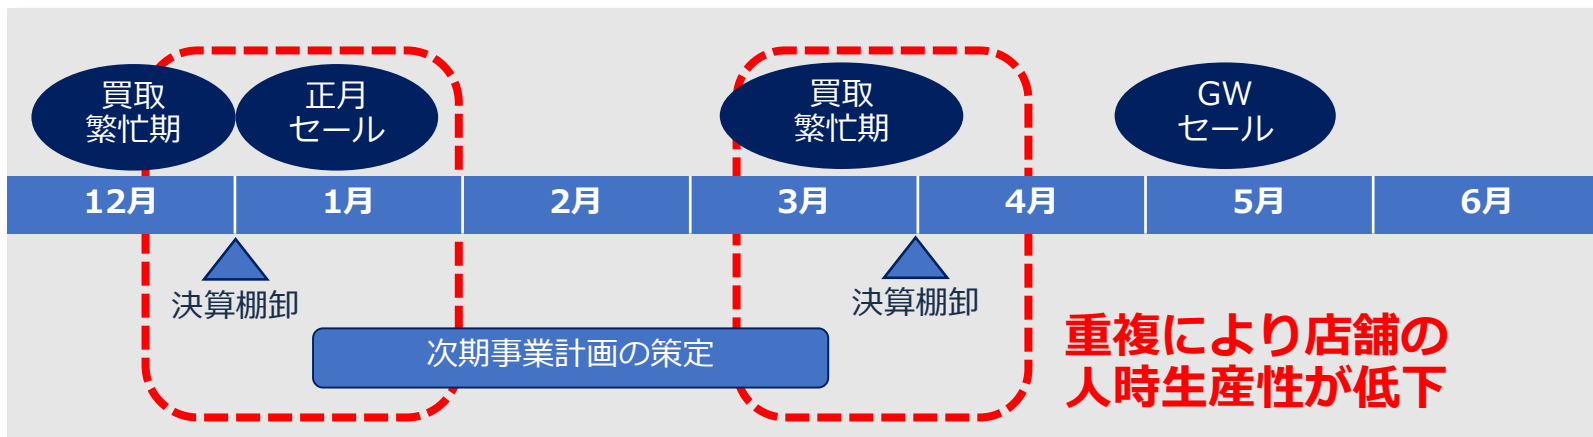 買取
繁忙期
正月
セール
買取
繁忙期
GW
セール
12月
1月
2月
3月
4月
5月
6月
決算棚卸
決算棚卸
次期事業計画の策定
重複により店舗の
人時生産性が低下